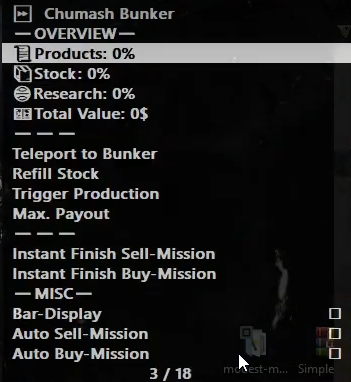 Chumash Bunker
— OVERVIEW —
Products: 0%
Stock: 0%
Research: 0%
Total Value: 0$
— — —
Teleport to Bunker
Refill Stock
Trigger Production
Max. Payout
— — —
Instant Finish Sell-Mission
Instant Finish Buy-Mission
— MISC —
Bar-Display
Auto Sell-Mission
Auto Buy-Mission
modest-m... Simple
3 / 18